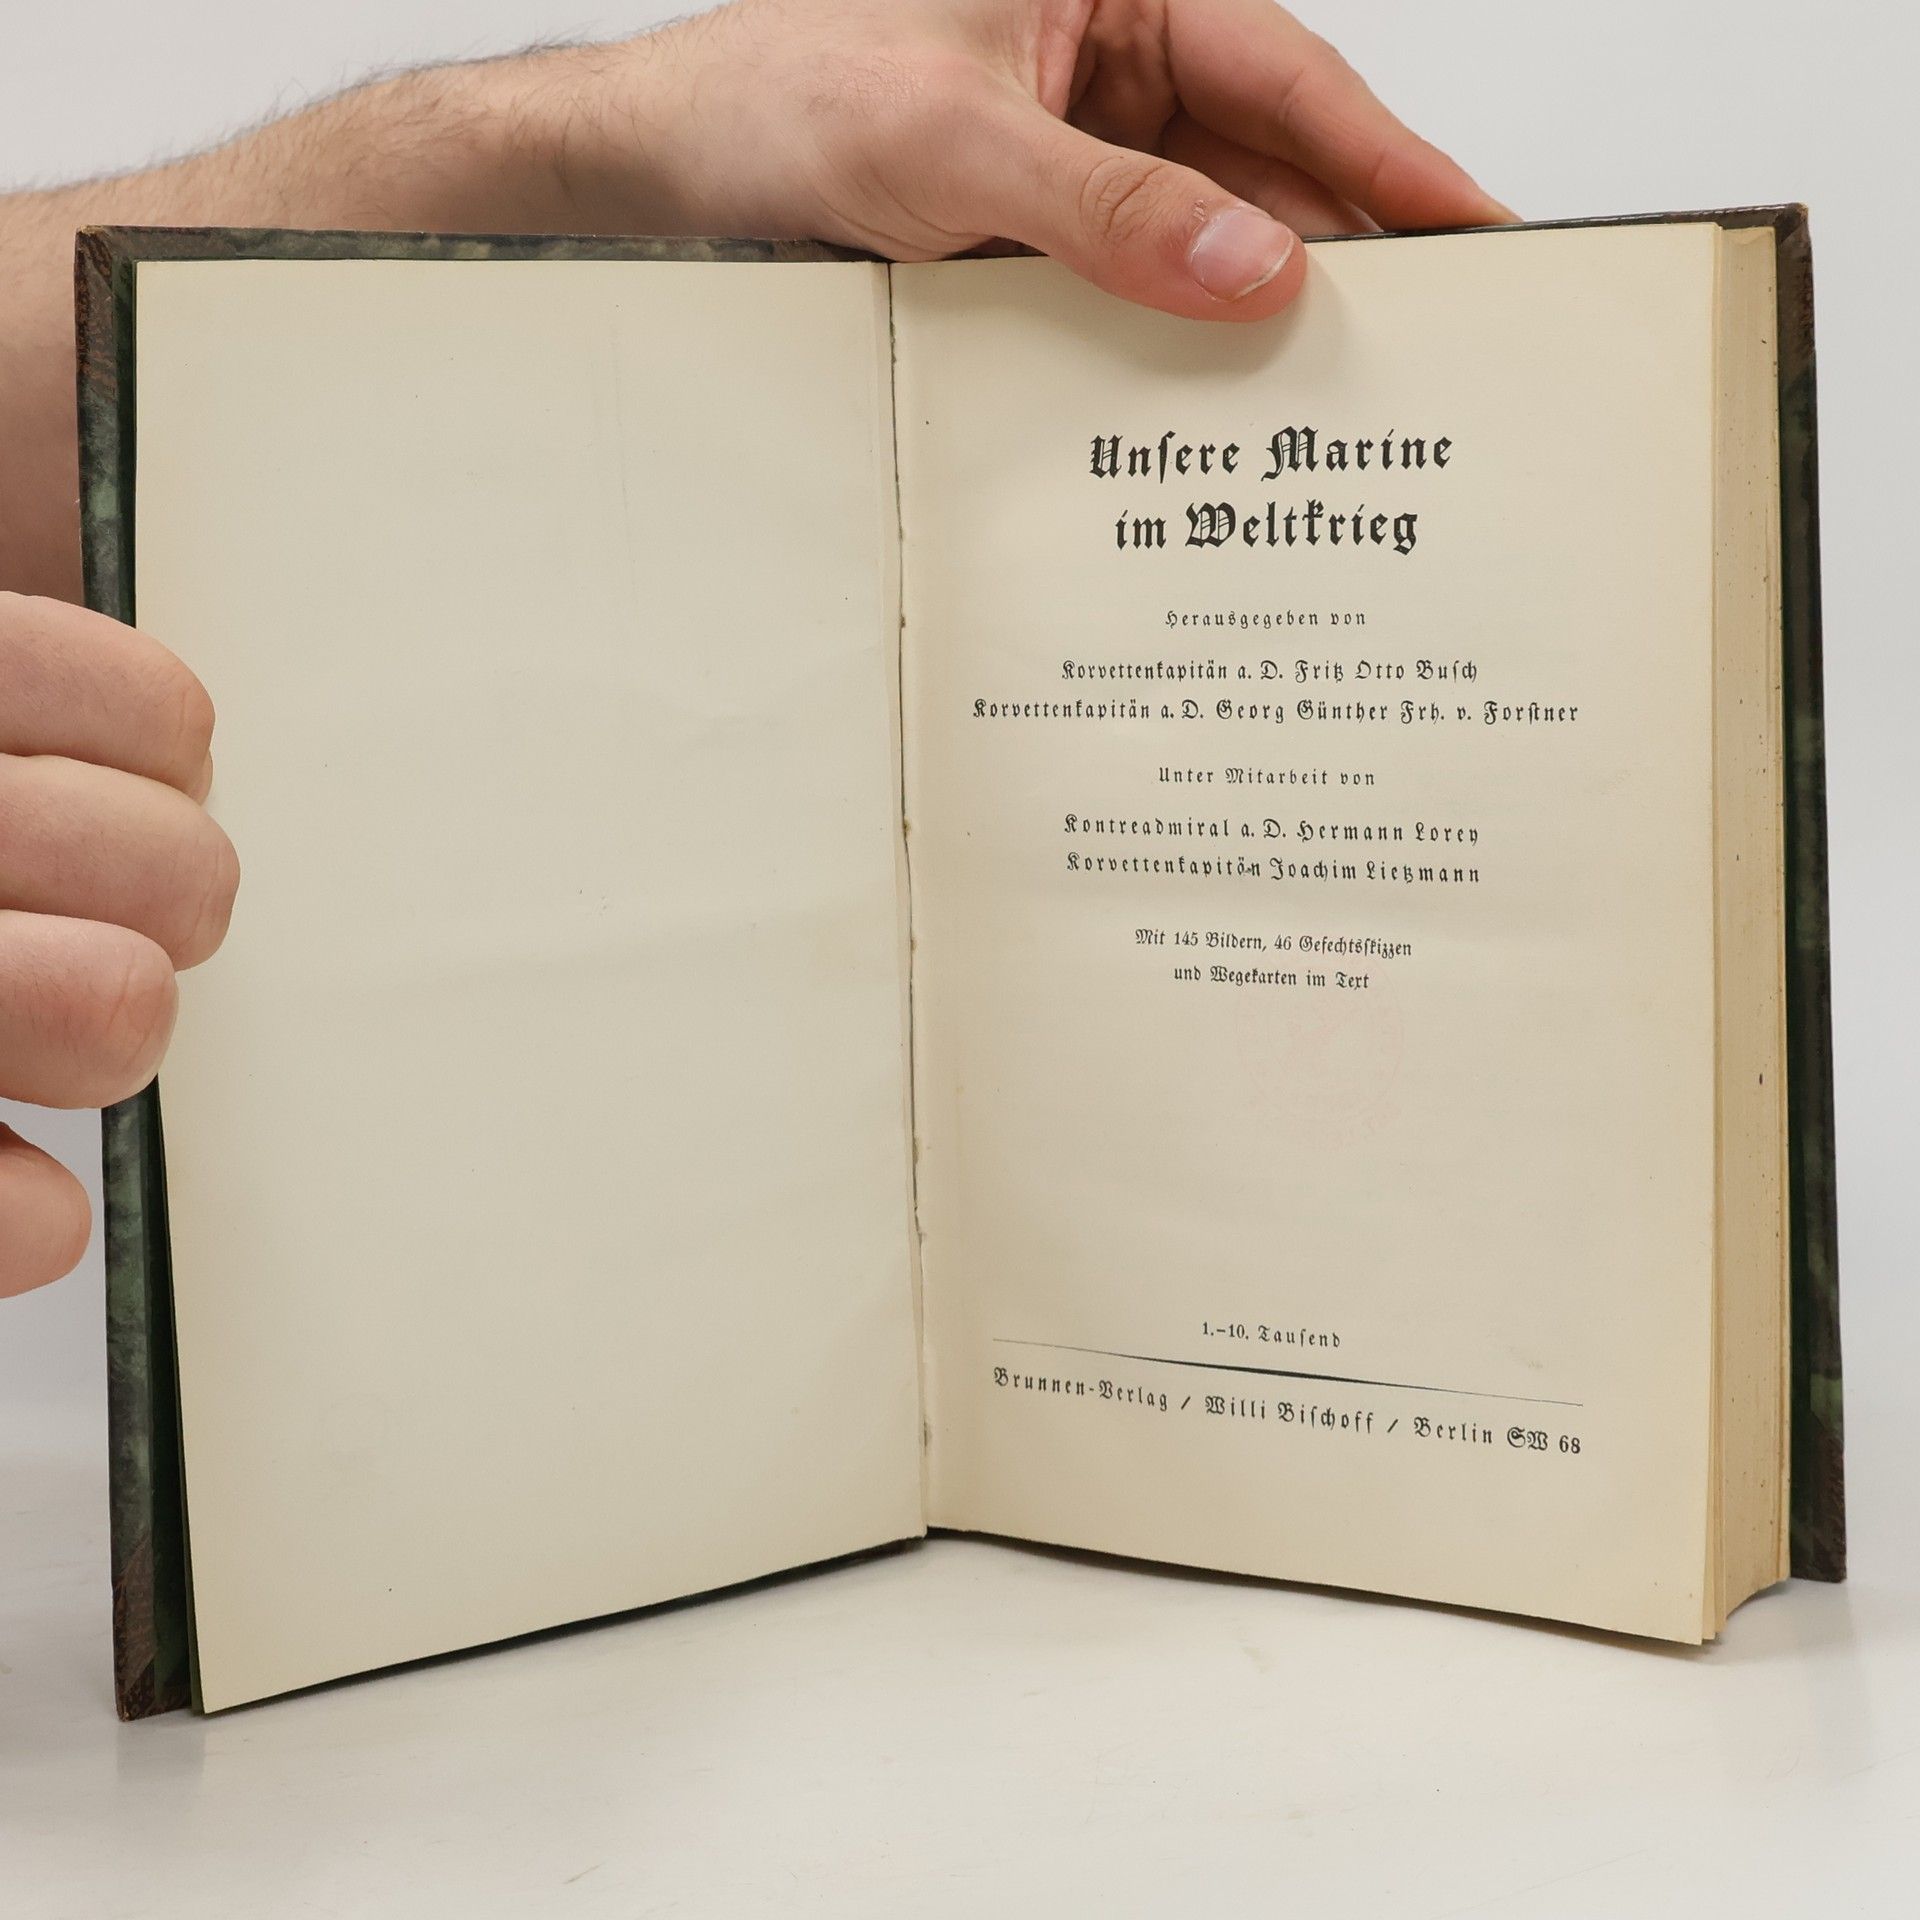 Unſere Marine
im Weltkrieg
Herausgegeben von
Korvettenkapitän a. D. Fritz Otto Buſch
Korvettenkapitän a. D. Georg Günther Frh. v. Forſtner
Unter Mitarbeit von
Kontreadmiral a. D. Hermann Lorey
Korvettenkapitän Joachim Lietzmann
Mit 145 Bildern, 46 Gefechtsſkizzen
und Wegekarten im Text
1.–10. Tauſend
Brunnen-Verlag / Willi Biſchoff / Berlin SW 68